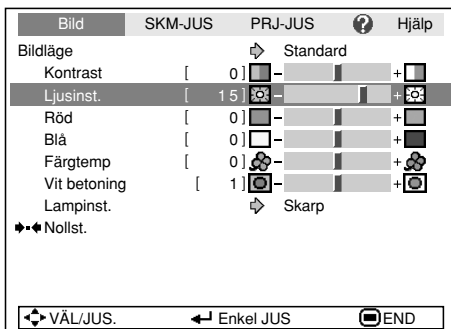 Bild SKM-JUS PRJ-JUS ? Hjälp
Bildläge Standard
Kontrast [ 0] – +
Ljusinst. [ 15] – +
Röd [ 0] – +
Blå [ 0] – +
Färgtemp [ 0] – +
Vit betoning [ 1] – +
Lampinst. Skarp
Nollst.
VÄL/JUS. Enkel JUS END